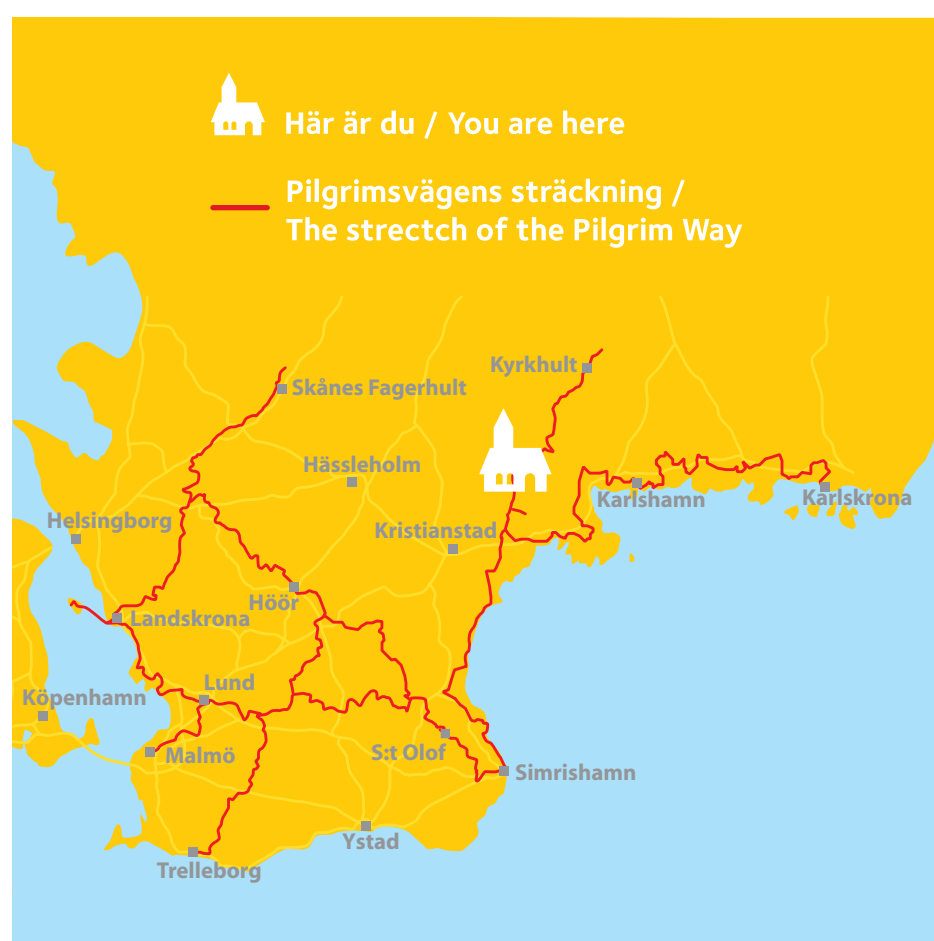 Här är du / You are here
Pilgrimsvägens sträckning /
The strectch of the Pilgrim Way
Kyrkhult
Skånes Fagerhult
Hässleholm
Karlshamn
Karlskrona
Helsingborg
Kristianstad
Höör
Landskrona
Lund
Köpenhamn
Malmö
S:t Olof
Simrishamn
Ystad
Trelleborg